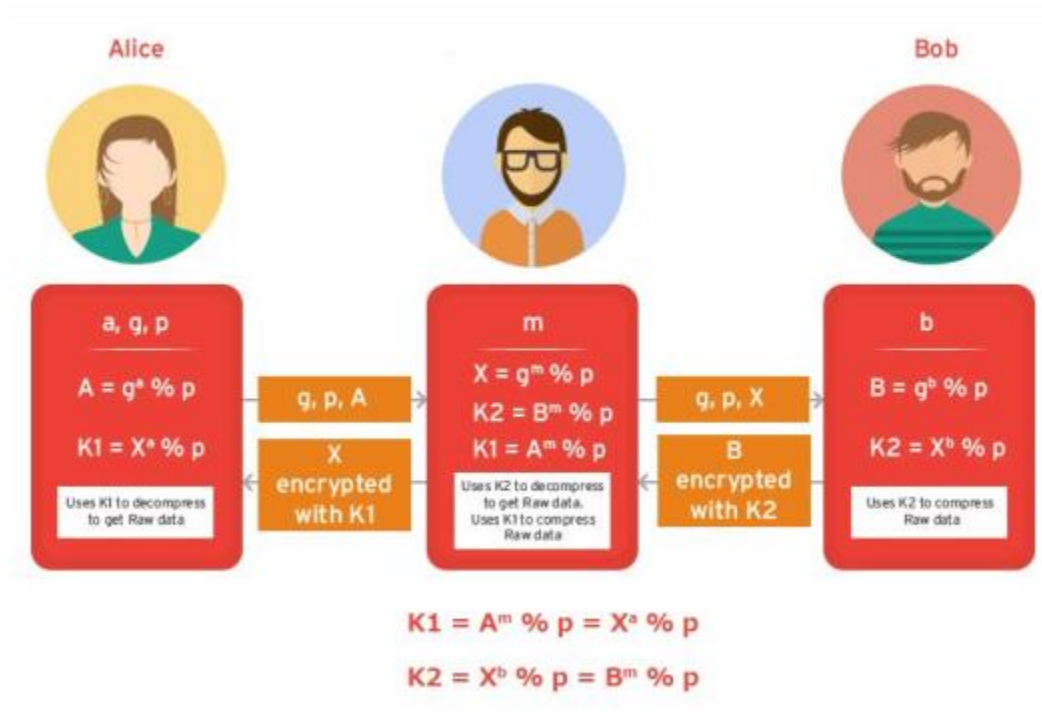 Alice
Bob
a, g, p
A = gᵃ % p
K1 = Xᵃ % p
Uses K1 to decompress
to get Raw data
g, p, A
X
encrypted
with K1
m
X = gᵐ % p
K2 = Bᵐ % p
K1 = Aᵐ % p
Uses K2 to decompress
to get Raw data.
Uses K1 to compress
Raw data
g, p, X
B
encrypted
with K2
b
B = gᵇ % p
K2 = Xᵇ % p
Uses K2 to compress
Raw data
K1 = Aᵐ % p = Xᵃ % p
K2 = Xᵇ % p = Bᵐ % p